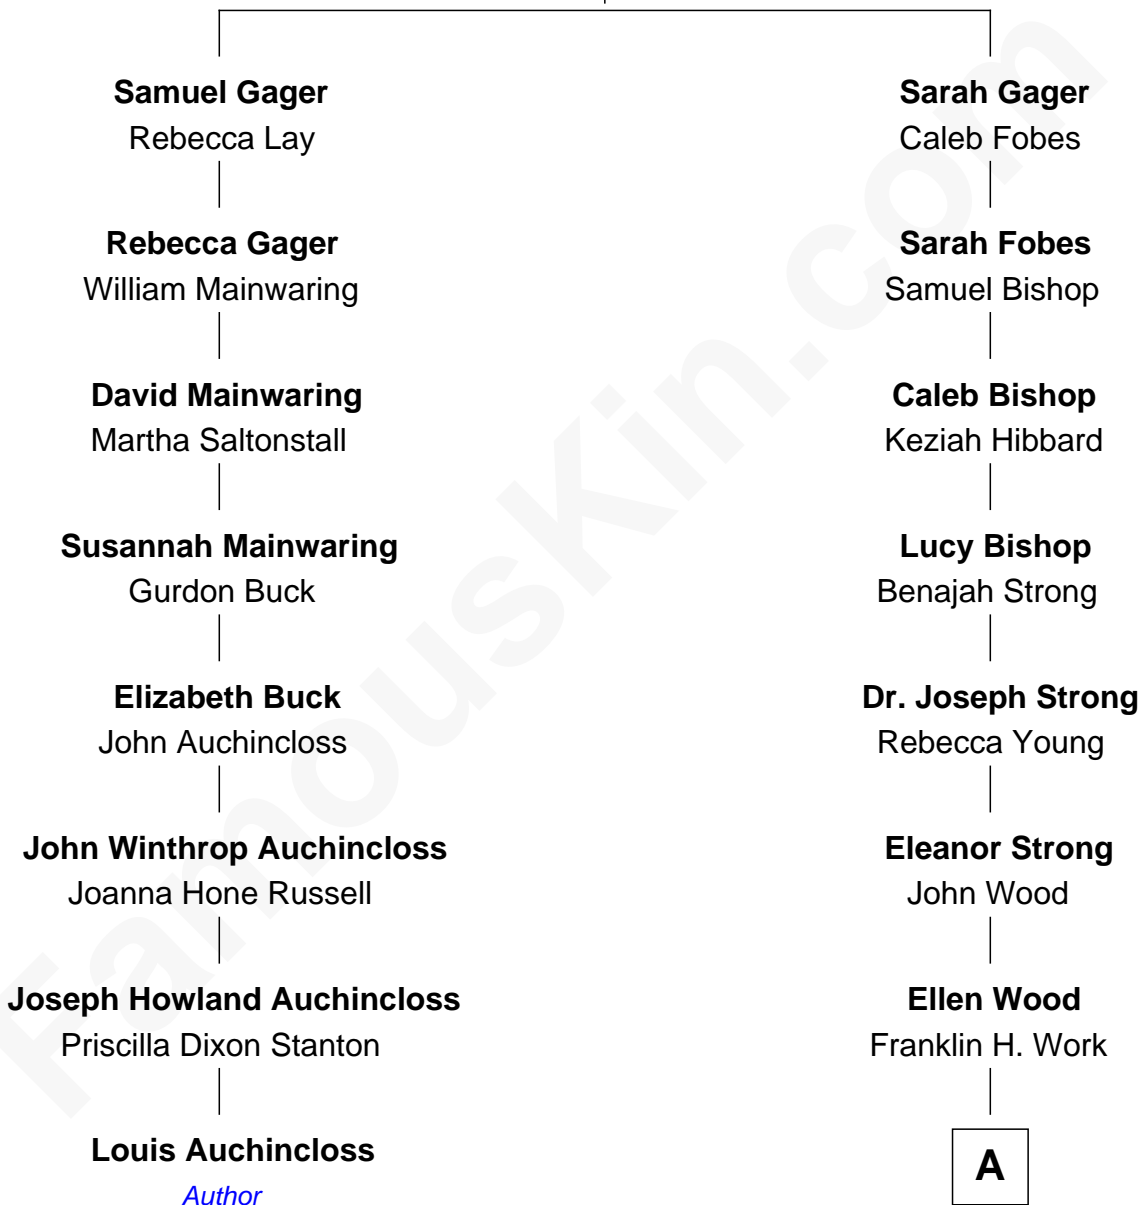 Samuel Gager
Rebecca Lay
Rebecca Gager
William Mainwaring
David Mainwaring
Martha Saltonstall
Susannah Mainwaring
Gurdon Buck
Elizabeth Buck
John Auchincloss
John Winthrop Auchincloss
Joanna Hone Russell
Joseph Howland Auchincloss
Priscilla Dixon Stanton
Louis Auchincloss
Author
Sarah Gager
Caleb Fobes
Sarah Fobes
Samuel Bishop
Caleb Bishop
Keziah Hibbard
Lucy Bishop
Benajah Strong
Dr. Joseph Strong
Rebecca Young
Eleanor Strong
John Wood
Ellen Wood
Franklin H. Work
A
FamousKin.com